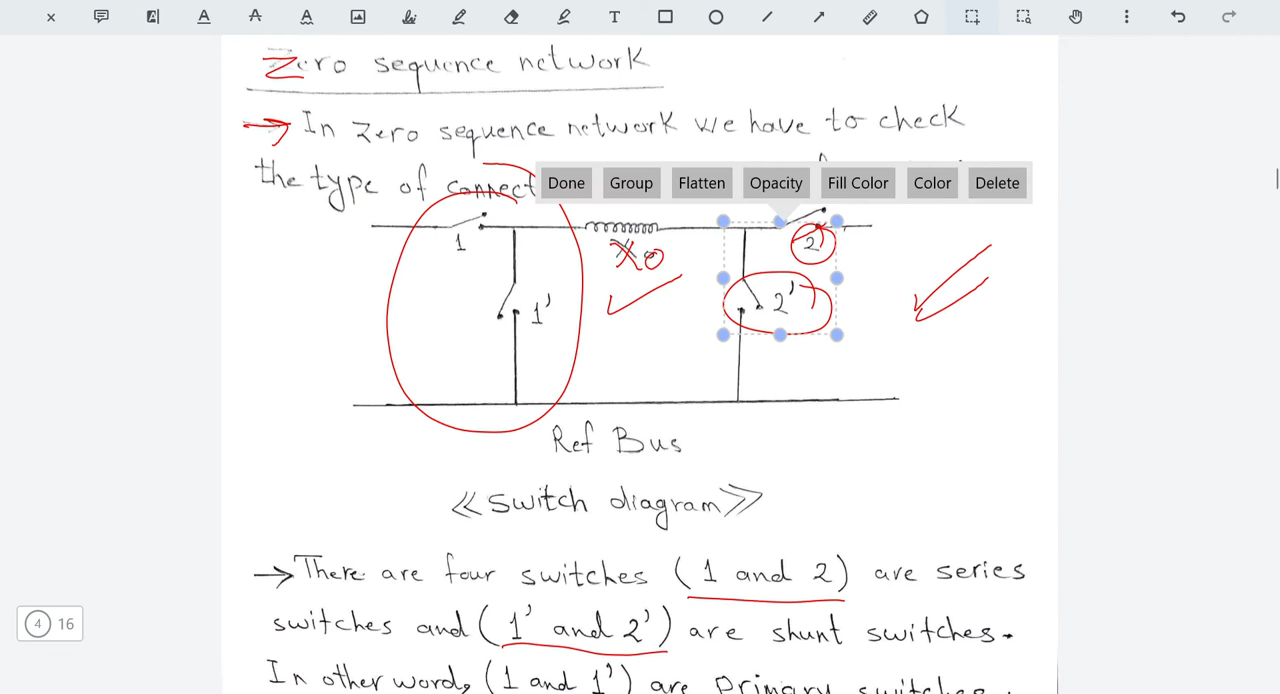 Done Group Flatten Opacity Fill Color Color Delete
Zero sequence network
→ In zero sequence network we have to check
the type of connect
1
1'
X0
2
2'
Ref Bus
<< Switch diagram >>
→ There are four switches (1 and 2) are series
switches and (1' and 2') are shunt switches.
In other words, (1 and 1') are primary switches
4 16